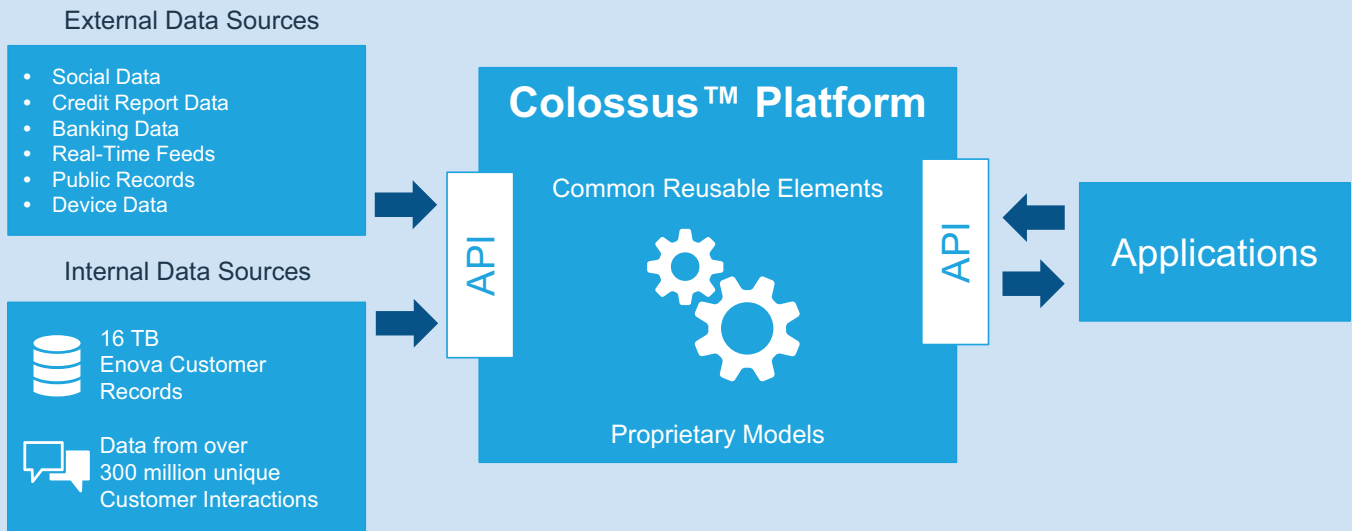 External Data Sources
• Social Data
• Credit Report Data
• Banking Data
• Real-Time Feeds
• Public Records
• Device Data
Internal Data Sources
16 TB
Enova Customer
Records
Data from over
300 million unique
Customer Interactions
API
Colossus™ Platform
Common Reusable Elements
Proprietary Models
API
Applications